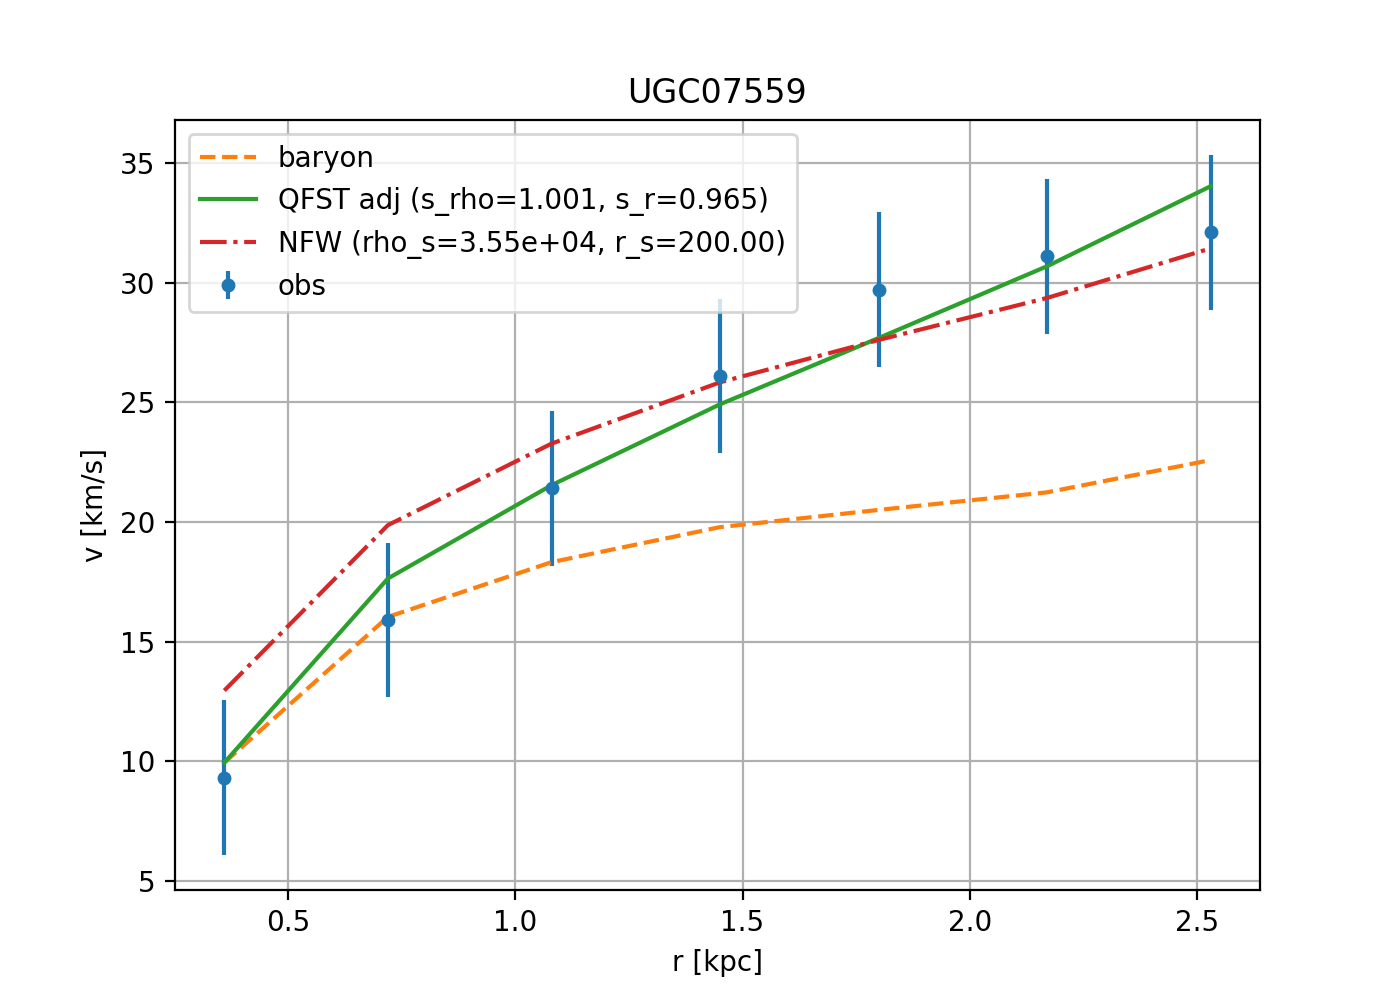 UGC07559
baryon
QFST adj (s_rho=1.001, s_r=0.965)
NFW (rho_s=3.55e+04, r_s=200.00)
obs
35
30
25
20
15
10
5
v [km/s]
0.5 1.0 1.5 2.0 2.5
r [kpc]